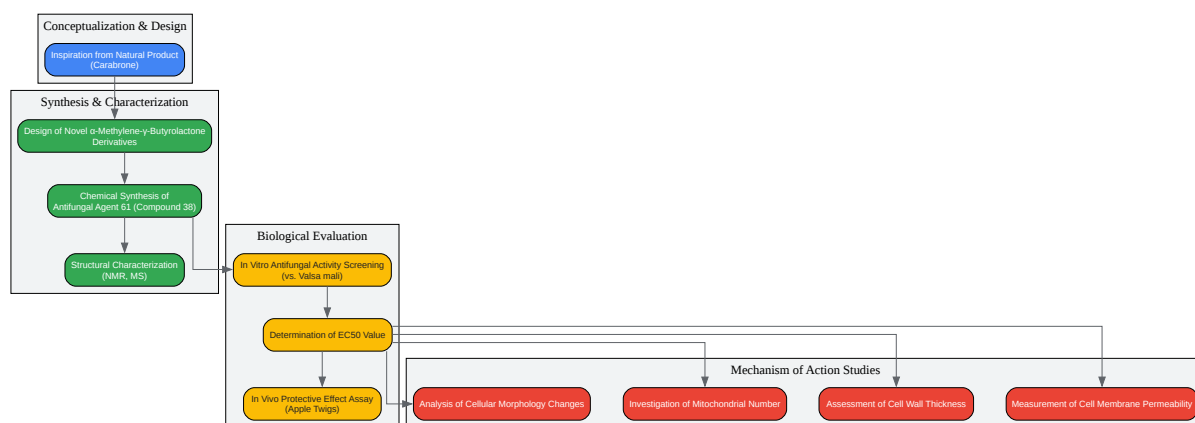 Conceptualization & Design
Inspiration from Natural Product
(Carabrone)
Synthesis & Characterization
Design of Novel α-Methylene-γ-Butyrolactone
Derivatives
Chemical Synthesis of
Antifungal Agent 61 (Compound 38)
Structural Characterization
(NMR, MS)
Biological Evaluation
In Vitro Antifungal Activity Screening
(vs. Valsa mali)
Determination of EC50 Value
In Vivo Protective Effect Assay
(Apple Twigs)
Mechanism of Action Studies
Analysis of Cellular Morphology Changes
Investigation of Mitochondrial Number
Assessment of Cell Wall Thickness
Measurement of Cell Membrane Permeability